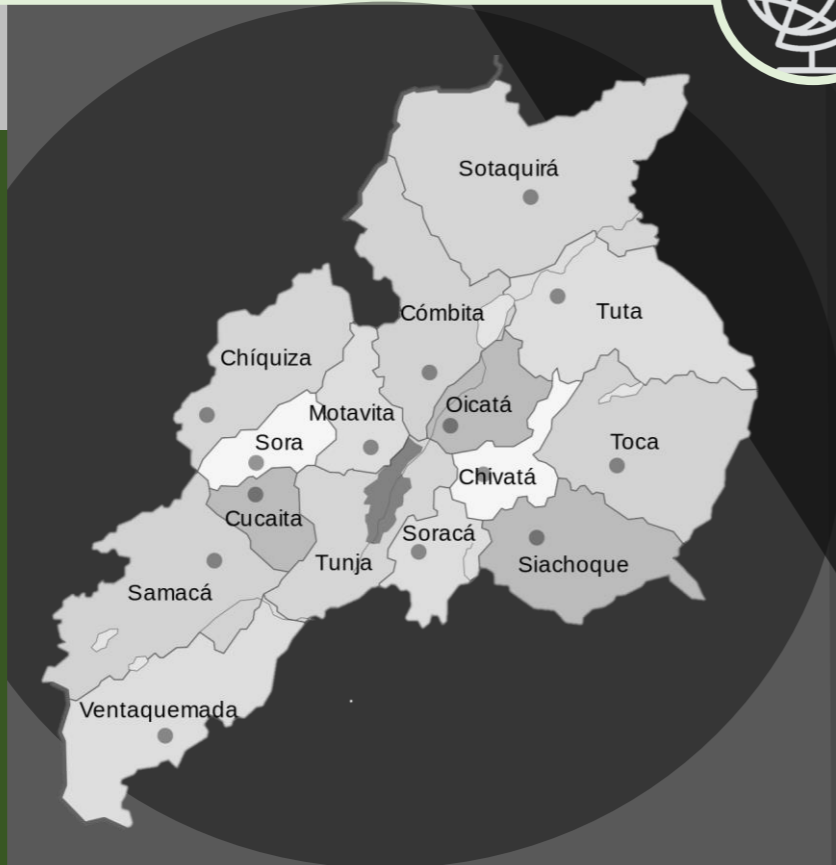 Sotaquirá
Cómbita
Tuta
Chíquiza
Motavita
Oicatá
Sora
Toca
Chivatá
Cucaita
Soracá
Tunja
Siachoque
Samacá
Ventaquemada